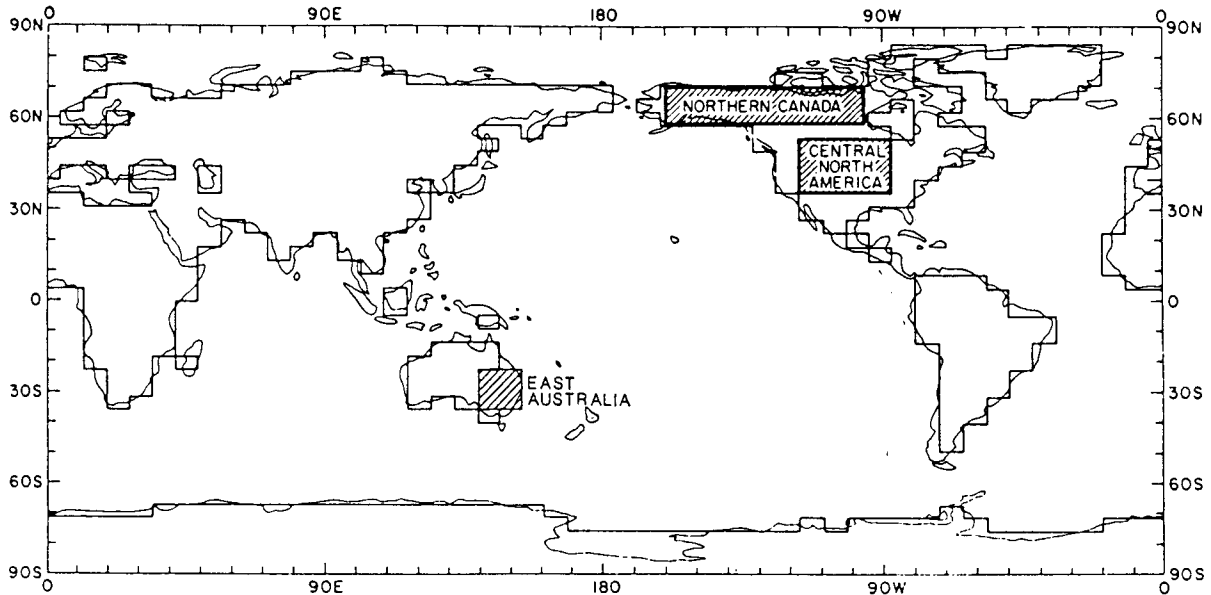 0 90E 180 90W 0
90N 90N
60N 60N
30N 30N
0 0
30S 30S
60S 60S
90S 90S
NORTHERN CANADA
CENTRAL
NORTH
AMERICA
EAST
AUSTRALIA
0 90E 180 90W 0